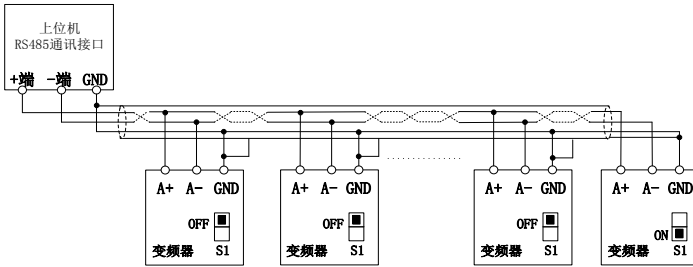 上位机
RS485通讯接口
+端 -端 GND
A+ A- GND
OFF
变频器 S1
A+ A- GND
OFF
变频器 S1
A+ A- GND
OFF
变频器 S1
A+ A- GND
ON
变频器 S1